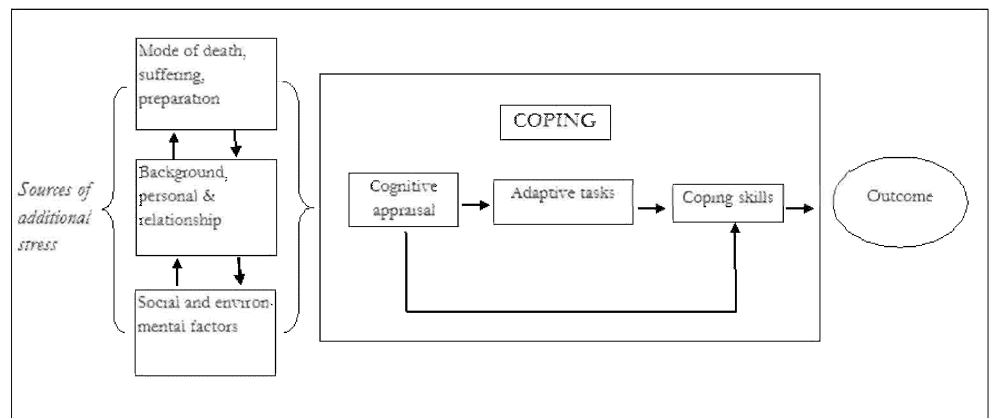 Mode of death,
suffering,
preparation
Sources of
additional
stress
Background,
personal &
relationship
Social and environ-
mental factors
COPING
Cognitive
appraisal
Adaptive tasks
Coping skills
Outcome